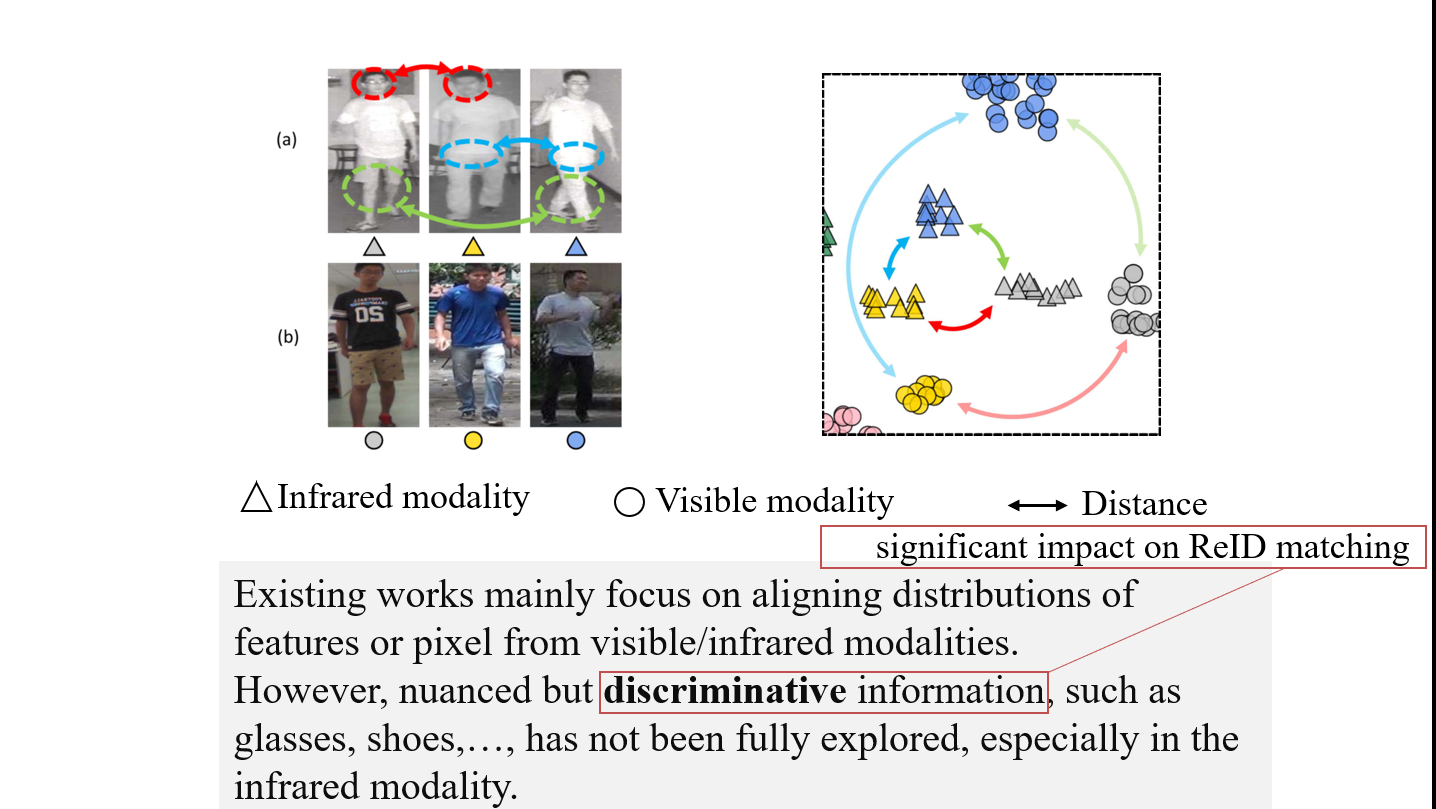 (a)
(b)
Infrared modality
Visible modality
Distance
significant impact on ReID matching
Existing works mainly focus on aligning distributions of
features or pixel from visible/infrared modalities.
However, nuanced but discriminative information, such as
glasses, shoes,…, has not been fully explored, especially in the
infrared modality.